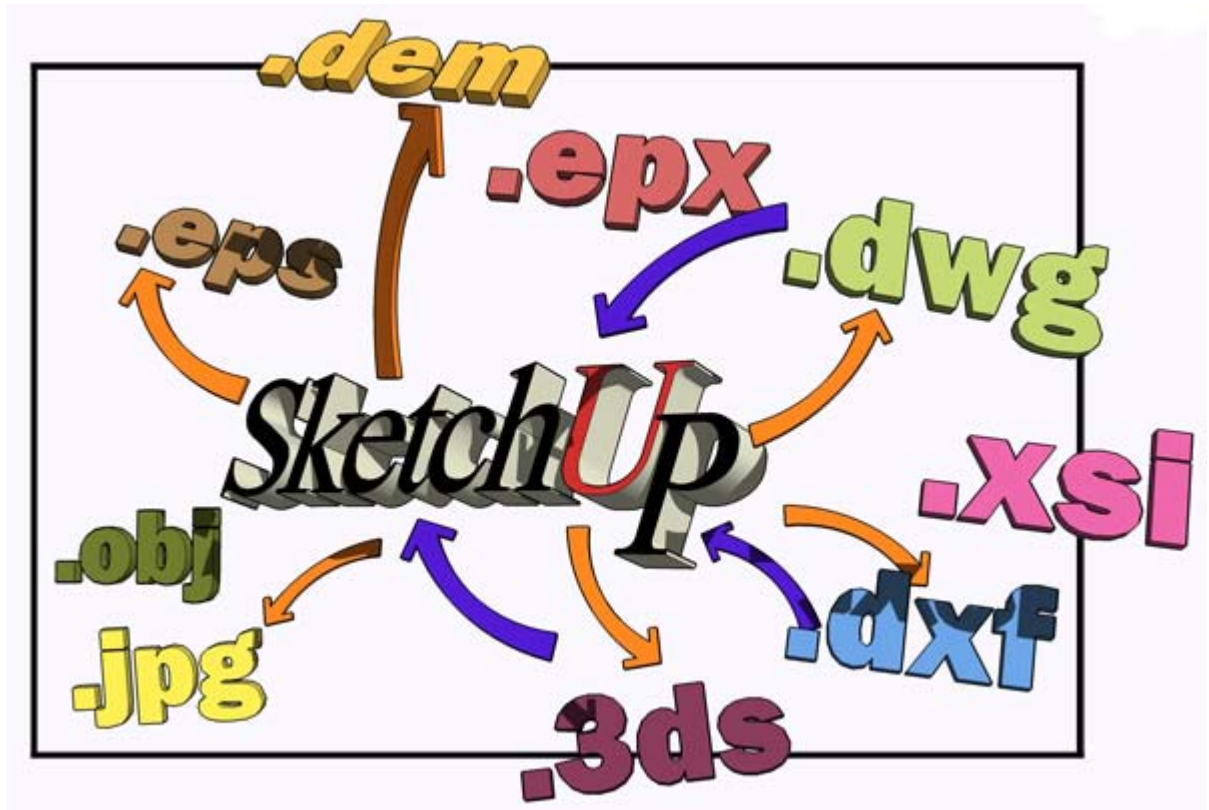 .dem
.epx
.eps
.dwg
SketchUp
.xsi
.obj
.dxf
.jpg
.3ds